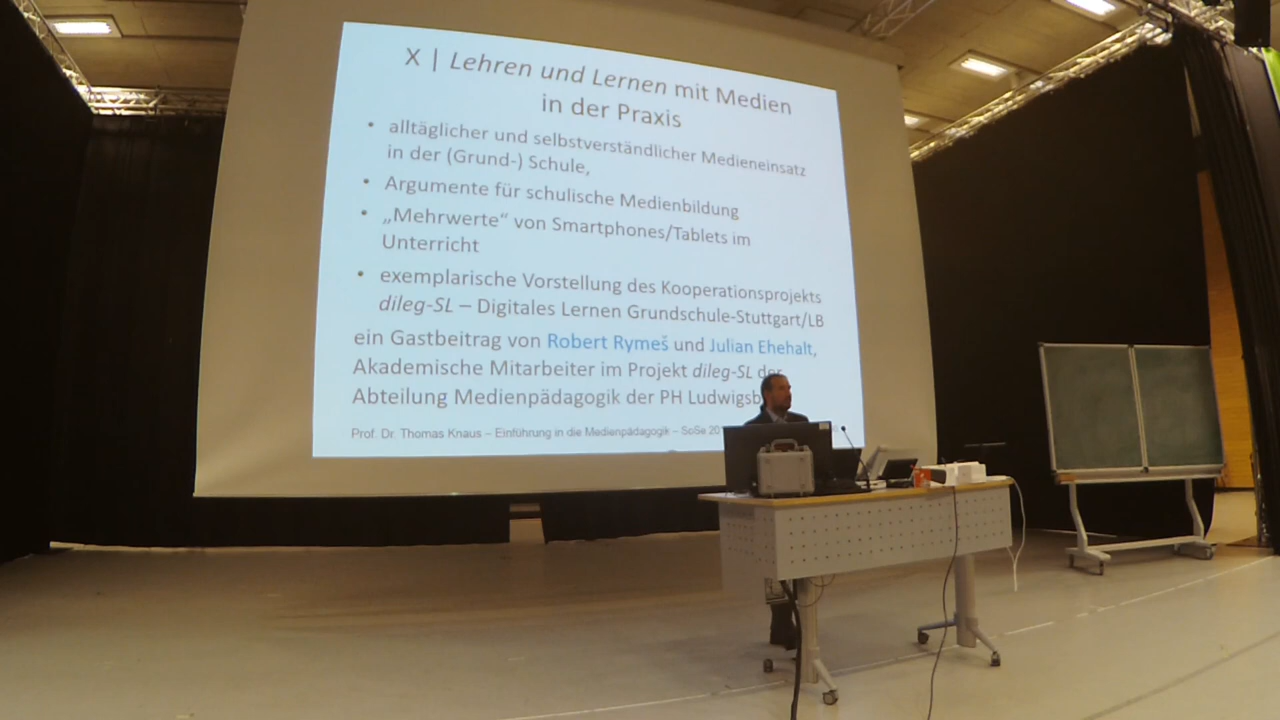 X | Lehren und Lernen mit Medien
in der Praxis
• alltäglicher und selbstverständlicher Medieneinsatz
in der (Grund-) Schule,
• Argumente für schulische Medienbildung
• „Mehrwerte“ von Smartphones/Tablets im
Unterricht
• exemplarische Vorstellung des Kooperationsprojekts
dileg-SL – Digitales Lernen Grundschule-Stuttgart/LB
ein Gastbeitrag von Robert Rymeš und Julian Ehehalt,
Akademische Mitarbeiter im Projekt dileg-SL der
Abteilung Medienpädagogik der PH Ludwigsb
Prof. Dr. Thomas Knaus – Einführung in die Medienpädagogik – SoSe 20